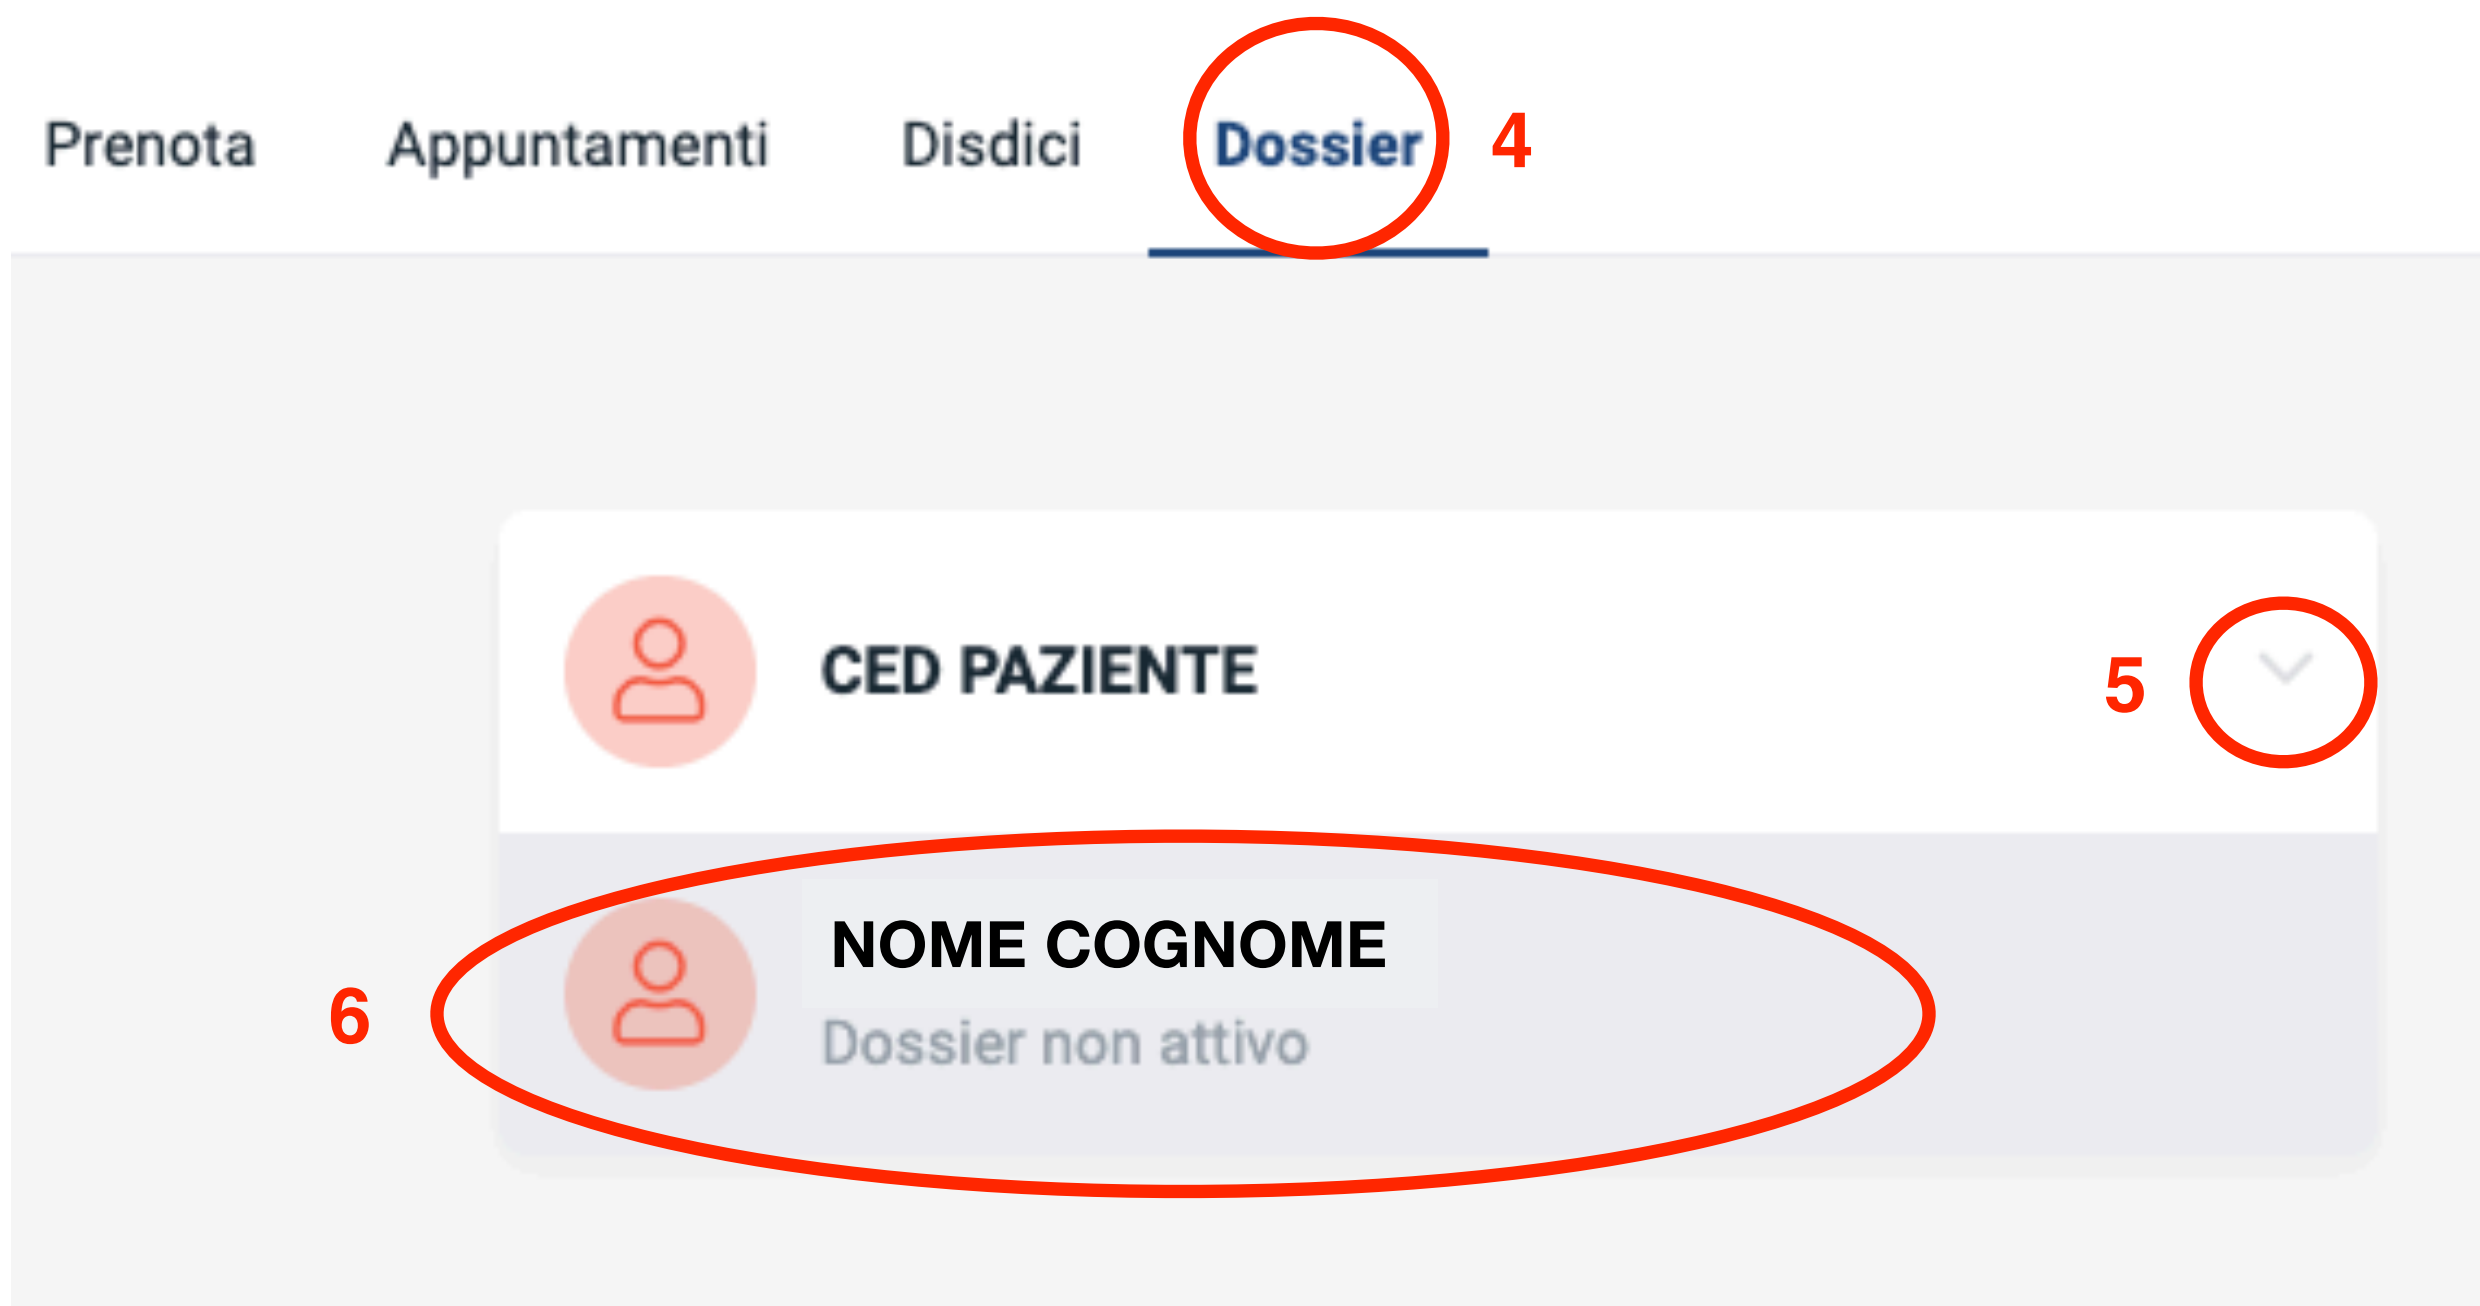 Prenota Appuntamenti Disdici Dossier 4
CED PAZIENTE 5
NOME COGNOME
6
Dossier non attivo